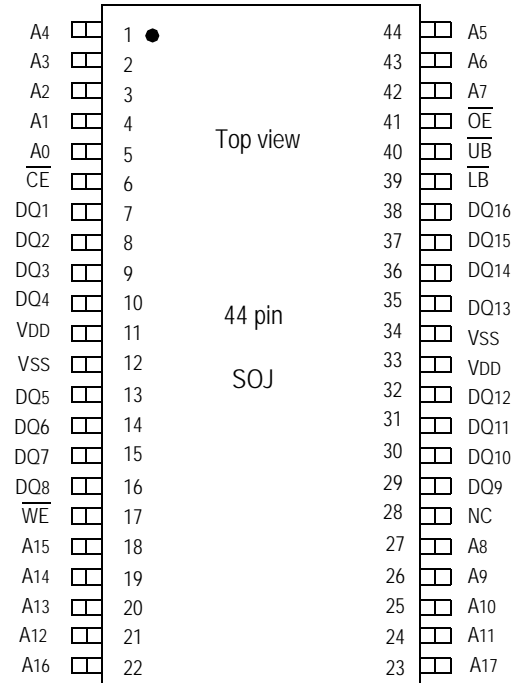 A4 1 44 A5
A3 2 43 A6
A2 3 42 A7
A1 4 41 OE
Top view
A0 5 40 UB
CE 6 39 LB
DQ1 7 38 DQ16
DQ2 8 37 DQ15
DQ3 9 36 DQ14
DQ4 10 35 DQ13
44 pin
VDD 11 34 VSS
VSS 12 33 VDD
SOJ
DQ5 13 32 DQ12
DQ6 14 31 DQ11
DQ7 15 30 DQ10
DQ8 16 29 DQ9
WE 17 28 NC
A15 18 27 A8
A14 19 26 A9
A13 20 25 A10
A12 21 24 A11
A16 22 23 A17